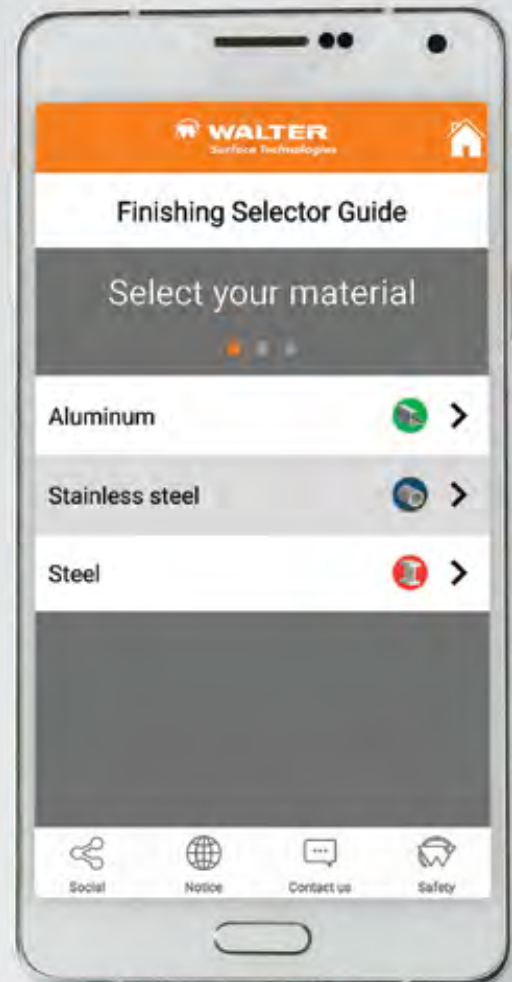 WALTER
Surface Technologies
Finishing Selector Guide
Select your material
Aluminum
Stainless steel
Steel
Social
Notice
Contact us
Safety